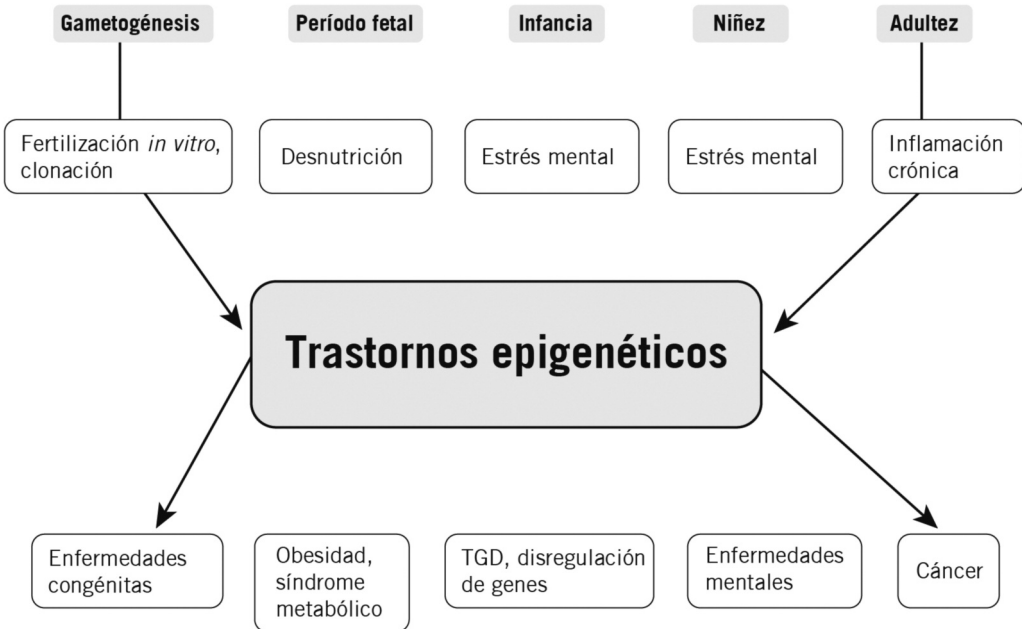 Gametogénesis
Período fetal
Infancia
Niñez
Adultez
Fertilización in vitro,
clonación
Desnutrición
Estrés mental
Estrés mental
Inflamación
crónica
Trastornos epigenéticos
Enfermedades
congénitas
Obesidad,
síndrome
metabólico
TGD, disregulación
de genes
Enfermedades
mentales
Cáncer